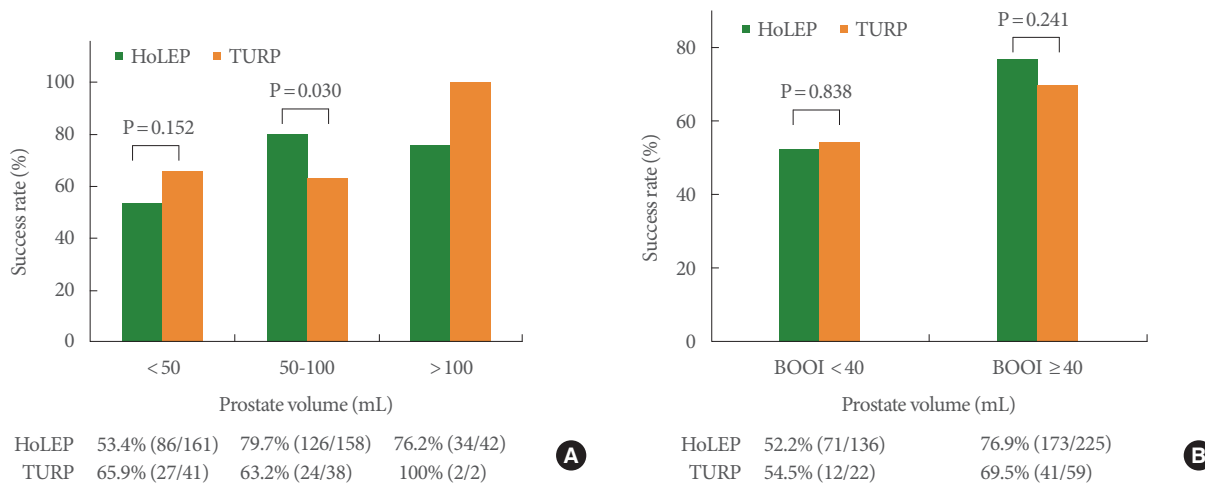 HoLEP TURP
P=0.152
P=0.030
Success rate (%)
100
80
60
40
20
0
<50 50-100 >100
Prostate volume (mL)
HoLEP 53.4% (86/161) 79.7% (126/158) 76.2% (34/42)
TURP 65.9% (27/41) 63.2% (24/38) 100% (2/2)
A
HoLEP TURP
P=0.838
P=0.241
Success rate (%)
80
60
40
20
0
BOOI <40 BOOI ≥40
Prostate volume (mL)
HoLEP 52.2% (71/136) 76.9% (173/225)
TURP 54.5% (12/22) 69.5% (41/59)
B